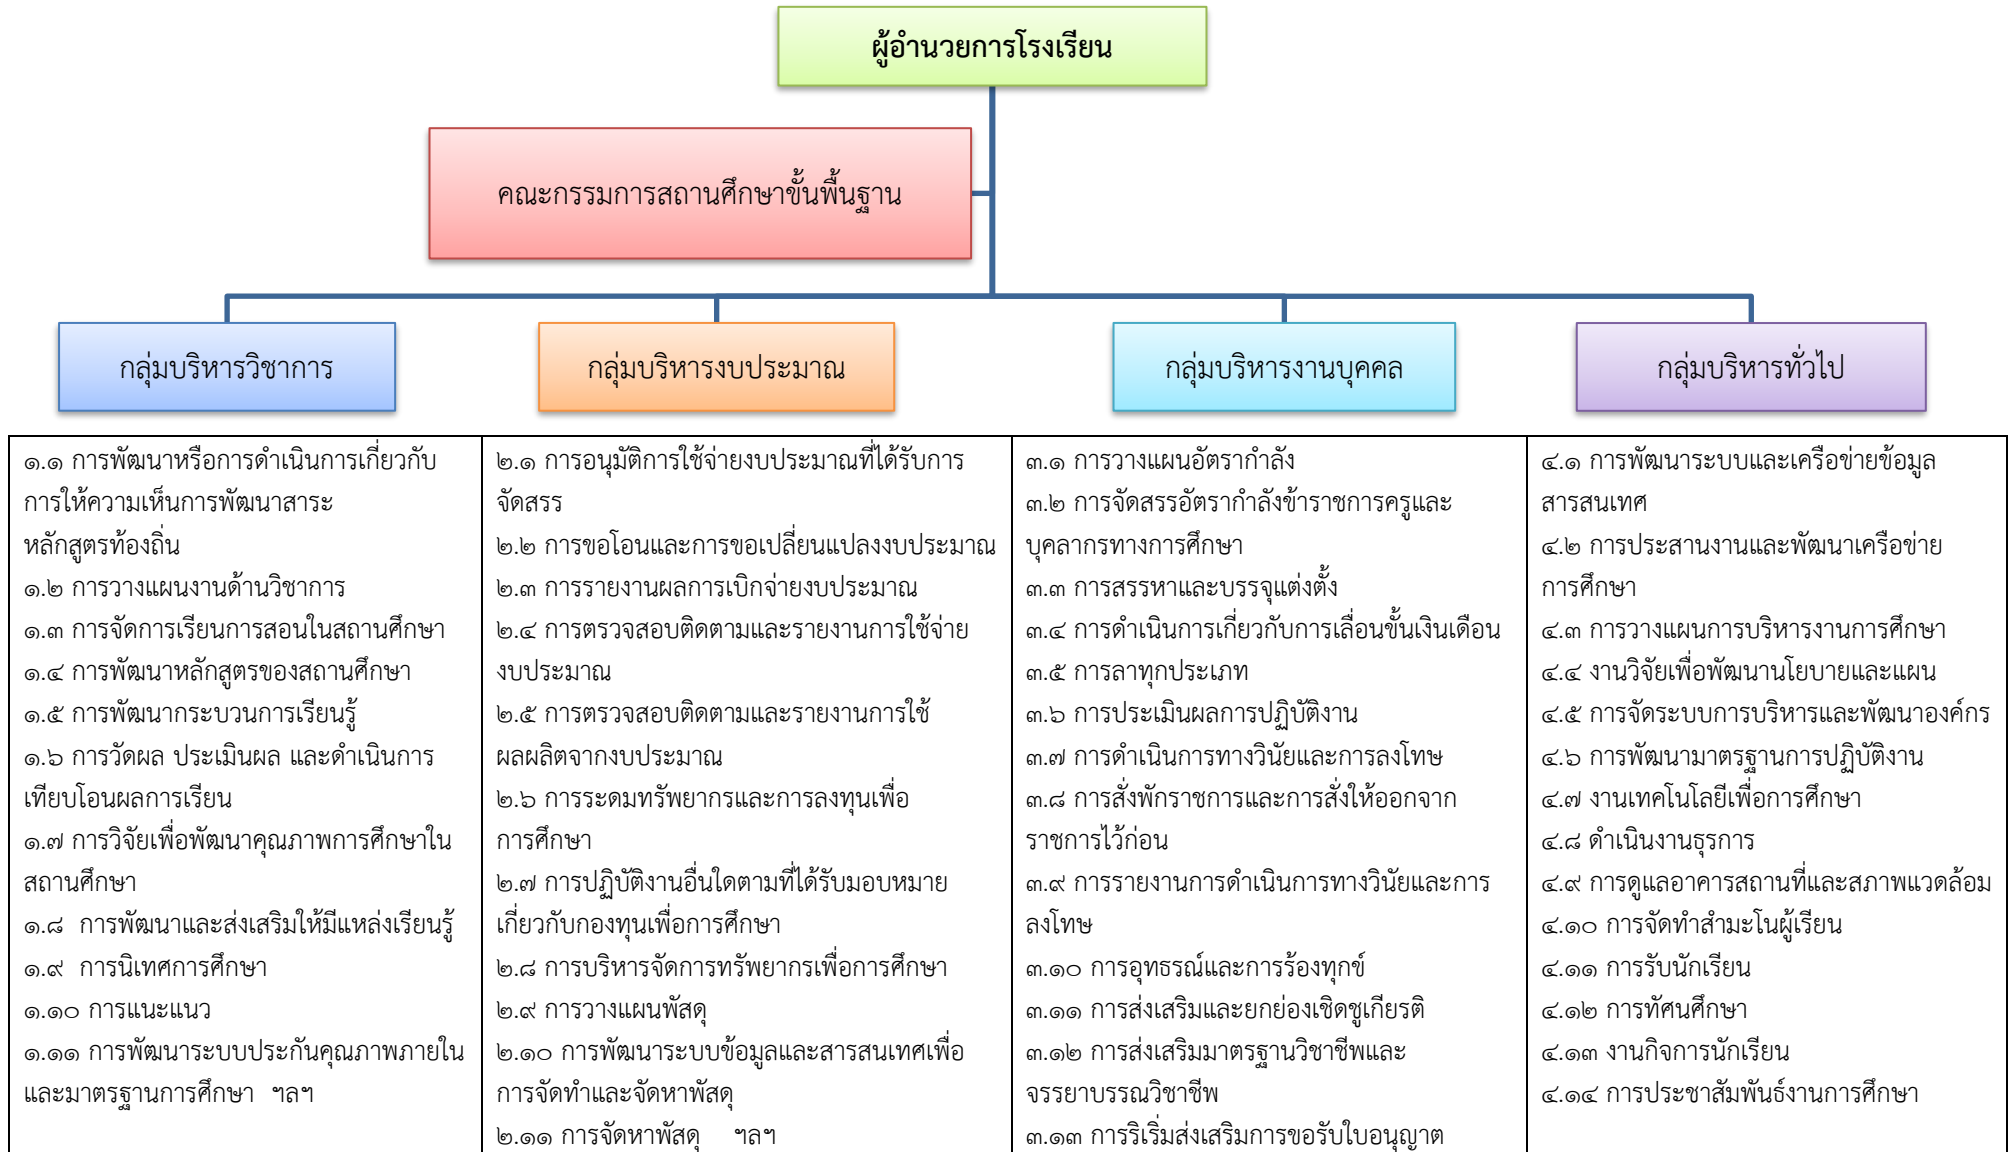 ผู้อำนวยการโรงเรียน
คณะกรรมการสถานศึกษาขั้นพื้นฐาน
กลุ่มบริหารวิชาการ
กลุ่มบริหารงบประมาณ
กลุ่มบริหารงานบุคคล
กลุ่มบริหารทั่วไป
๑.๑ การพัฒนาหรือการดำเนินการเกี่ยวกับ
การให้ความเห็นการพัฒนาสาระ
หลักสูตรท้องถิ่น
๑.๒ การวางแผนงานด้านวิชาการ
๑.๓ การจัดการเรียนการสอนในสถานศึกษา
๑.๔ การพัฒนาหลักสูตรของสถานศึกษา
๑.๕ การพัฒนากระบวนการเรียนรู้
๑.๖ การวัดผล ประเมินผล และดำเนินการ
เทียบโอนผลการเรียน
๑.๗ การวิจัยเพื่อพัฒนาคุณภาพการศึกษาใน
สถานศึกษา
๑.๘ การพัฒนาและส่งเสริมให้มีแหล่งเรียนรู้
๑.๙ การนิเทศการศึกษา
๑.๑๐ การแนะแนว
๑.๑๑ การพัฒนาระบบประกันคุณภาพภายใน
และมาตรฐานการศึกษา ฯลฯ
๒.๑ การอนุมัติการใช้จ่ายงบประมาณที่ได้รับการ
จัดสรร
๒.๒ การขอโอนและการขอเปลี่ยนแปลงงบประมาณ
๒.๓ การรายงานผลการเบิกจ่ายงบประมาณ
๒.๔ การตรวจสอบติดตามและรายงานการใช้จ่าย
งบประมาณ
๒.๕ การตรวจสอบติดตามและรายงานการใช้
ผลผลิตจากงบประมาณ
๒.๖ การระดมทรัพยากรและการลงทุนเพื่อ
การศึกษา
๒.๗ การปฏิบัติงานอื่นใดตามที่ได้รับมอบหมาย
เกี่ยวกับกองทุนเพื่อการศึกษา
๒.๘ การบริหารจัดการทรัพยากรเพื่อการศึกษา
๒.๙ การวางแผนพัสดุ
๒.๑๐ การพัฒนาระบบข้อมูลและสารสนเทศเพื่อ
การจัดทำและจัดหาพัสดุ
๒.๑๑ การจัดหาพัสดุ ฯลฯ
๓.๑ การวางแผนอัตรากำลัง
๓.๒ การจัดสรรอัตรากำลังข้าราชการครูและ
บุคลากรทางการศึกษา
๓.๓ การสรรหาและบรรจุแต่งตั้ง
๓.๔ การดำเนินการเกี่ยวกับการเลื่อนขั้นเงินเดือน
๓.๕ การลาทุกประเภท
๓.๖ การประเมินผลการปฏิบัติงาน
๓.๗ การดำเนินการทางวินัยและการลงโทษ
๓.๘ การสั่งพักราชการและการสั่งให้ออกจาก
ราชการไว้ก่อน
๓.๙ การรายงานการดำเนินการทางวินัยและการ
ลงโทษ
๓.๑๐ การอุทธรณ์และการร้องทุกข์
๓.๑๑ การส่งเสริมและยกย่องเชิดชูเกียรติ
๓.๑๒ การส่งเสริมมาตรฐานวิชาชีพและ
จรรยาบรรณวิชาชีพ
๓.๑๓ การริเริ่มส่งเสริมการขอรับใบอนุญาต
๔.๑ การพัฒนาระบบและเครือข่ายข้อมูล
สารสนเทศ
๔.๒ การประสานงานและพัฒนาเครือข่าย
การศึกษา
๔.๓ การวางแผนการบริหารงานการศึกษา
๔.๔ งานวิจัยเพื่อพัฒนานโยบายและแผน
๔.๕ การจัดระบบการบริหารและพัฒนาองค์กร
๔.๖ การพัฒนามาตรฐานการปฏิบัติงาน
๔.๗ งานเทคโนโลยีเพื่อการศึกษา
๔.๘ ดำเนินงานธุรการ
๔.๙ การดูแลอาคารสถานที่และสภาพแวดล้อม
๔.๑๐ การจัดทำสำมะโนผู้เรียน
๔.๑๑ การรับนักเรียน
๔.๑๒ การทัศนศึกษา
๔.๑๓ งานกิจการนักเรียน
๔.๑๔ การประชาสัมพันธ์งานการศึกษา